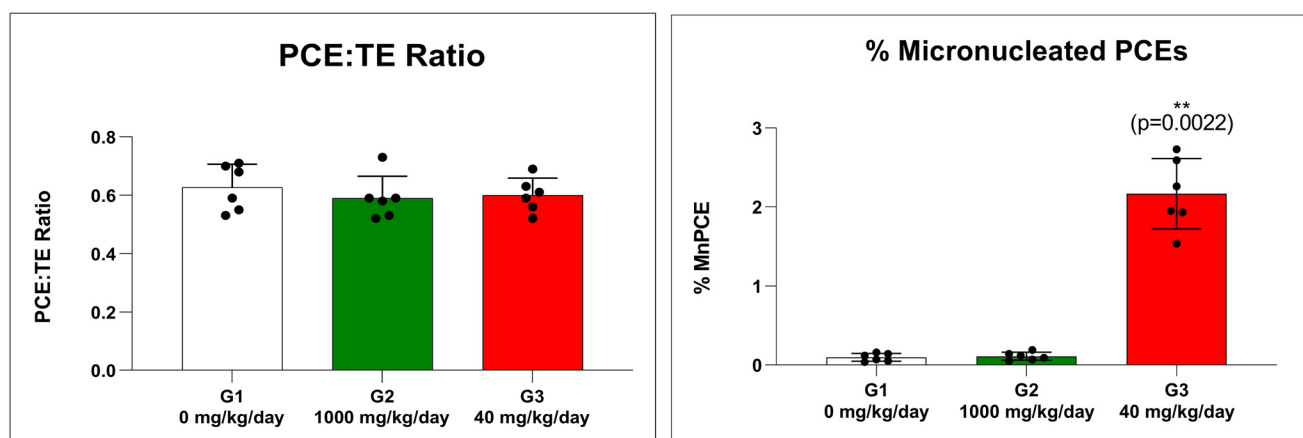 PCE:TE Ratio
PCE:TE Ratio
0.8
0.6
0.4
0.2
0.0
G1
0 mg/kg/day
G2
1000 mg/kg/day
G3
40 mg/kg/day
% Micronucleated PCEs
**
(p=0.0022)
% MnPCE
3
2
1
0
G1
0 mg/kg/day
G2
1000 mg/kg/day
G3
40 mg/kg/day